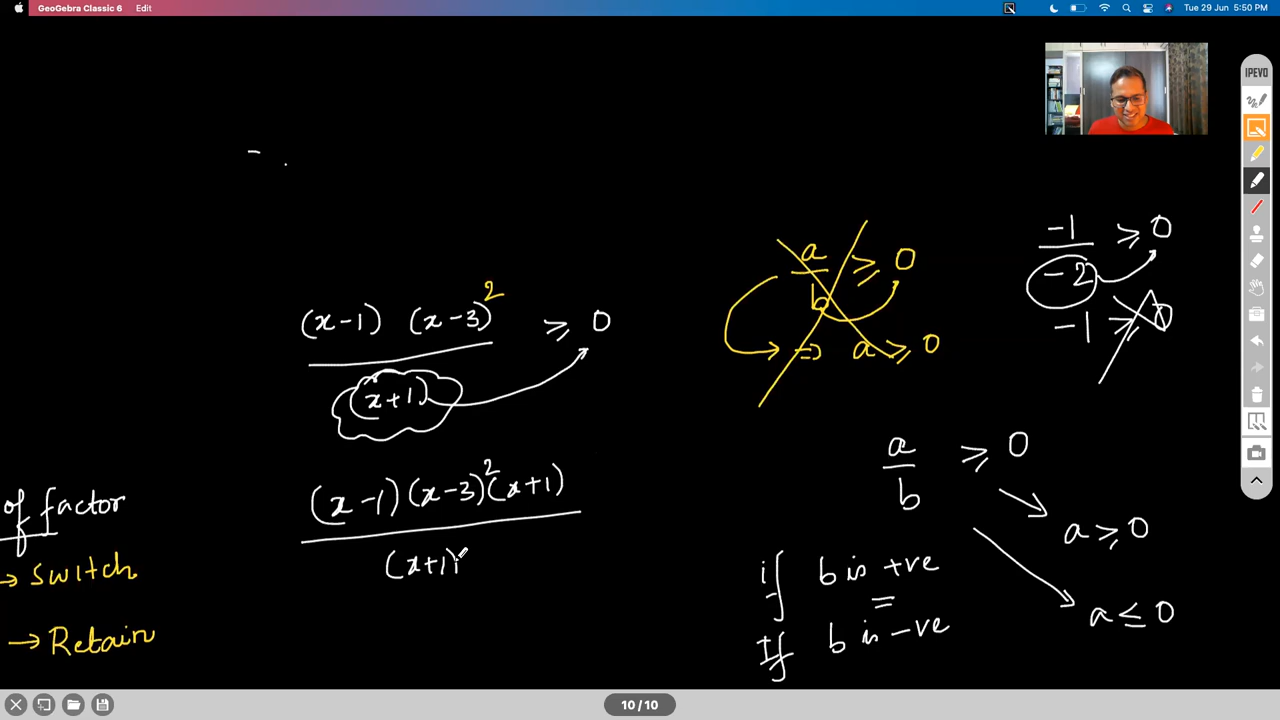 GeoGebra Classic 6 Edit Tue 29 Jun 5:50 PM
IPEVO
(x-1) (x-3)² ⩾ 0
(x+1)
(x-1)(x-3)²(x+1)
(x+1)
of factor
→ Switch
→ Retain
a/b ⩾ 0
⇒ a ⩾ 0
-1/-2 ⩾ 0
-1 ⩾ 0
a/b ⩾ 0
a ⩾ 0
a ≤ 0
if b is +ve
If b is -ve
10 / 10